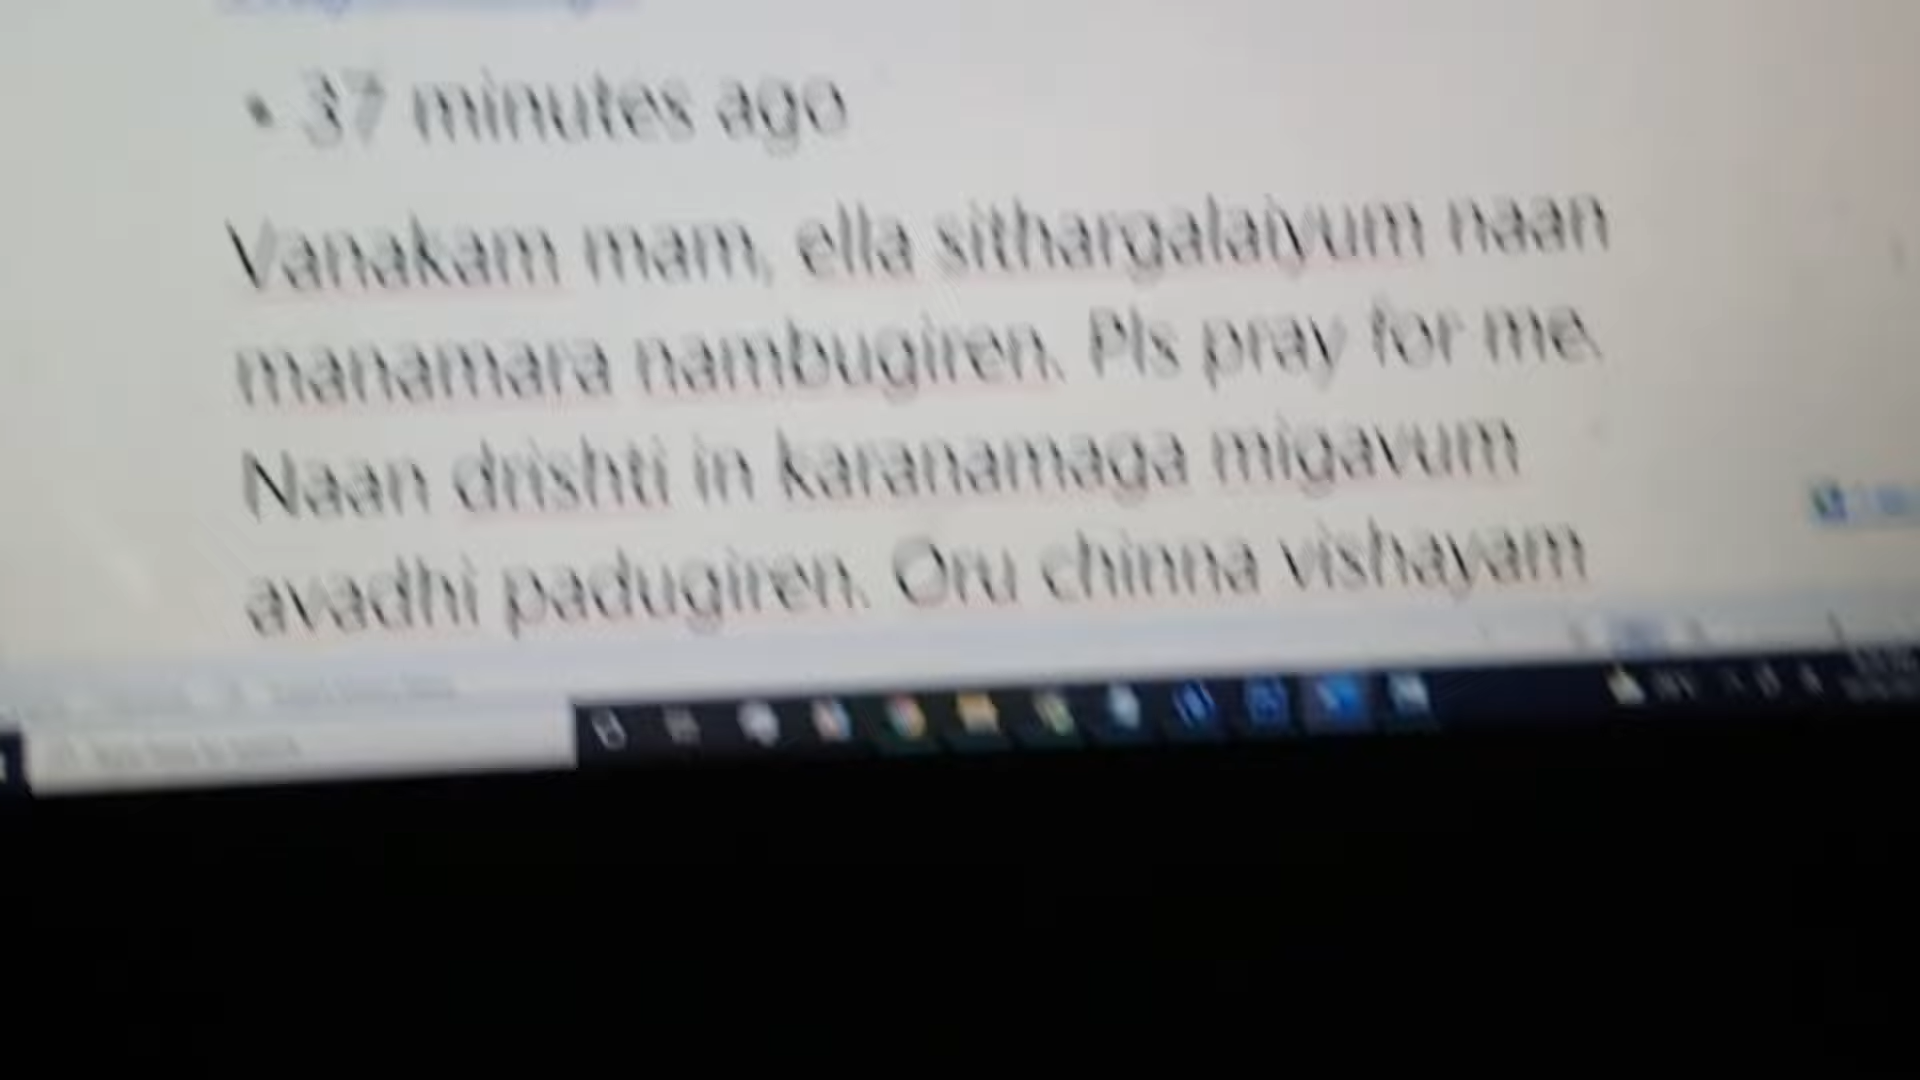 • 37 minutes ago
Vanakam mam, ella sithargalaiyum naan
manamara nambugiren. Pls pray for me.
Naan drishti in karanamaga migavum
avadhi padugiren. Oru chinna vishayam